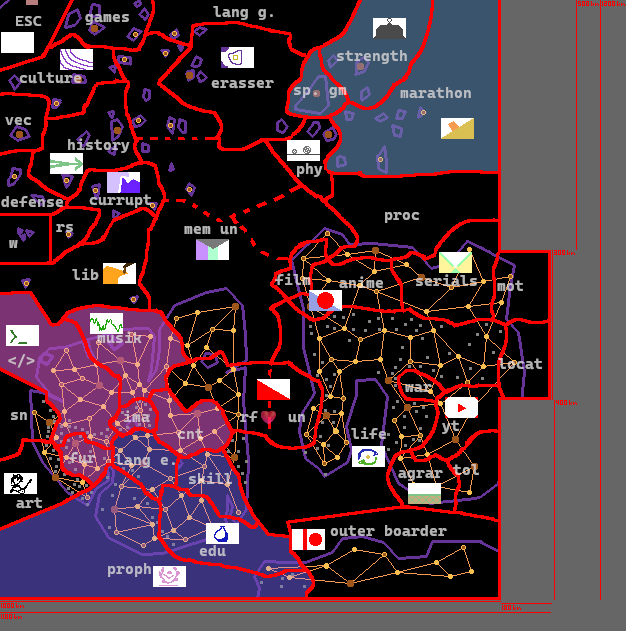 lang g.
ESC
games
strength
culture
erasser
sp. gm
marathon
vec
history
phy
defense
currupt
proc
rs
mem un
w
lib
film
anime
serials
mot
musik
</>
locat
war
sn
ima
rf
un
yt
cnt
life
fur
lang e.
agrar
tol
skill
art
outer boarder
edu
proph